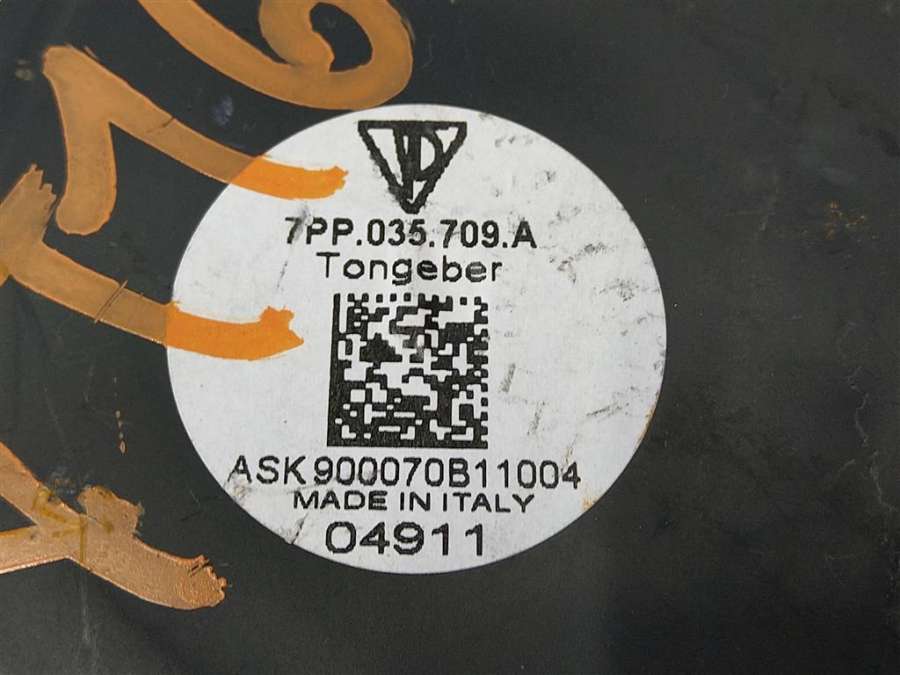 7PP.035.709.A
Tongeber
ASK900070B11004
MADE IN ITALY
04911